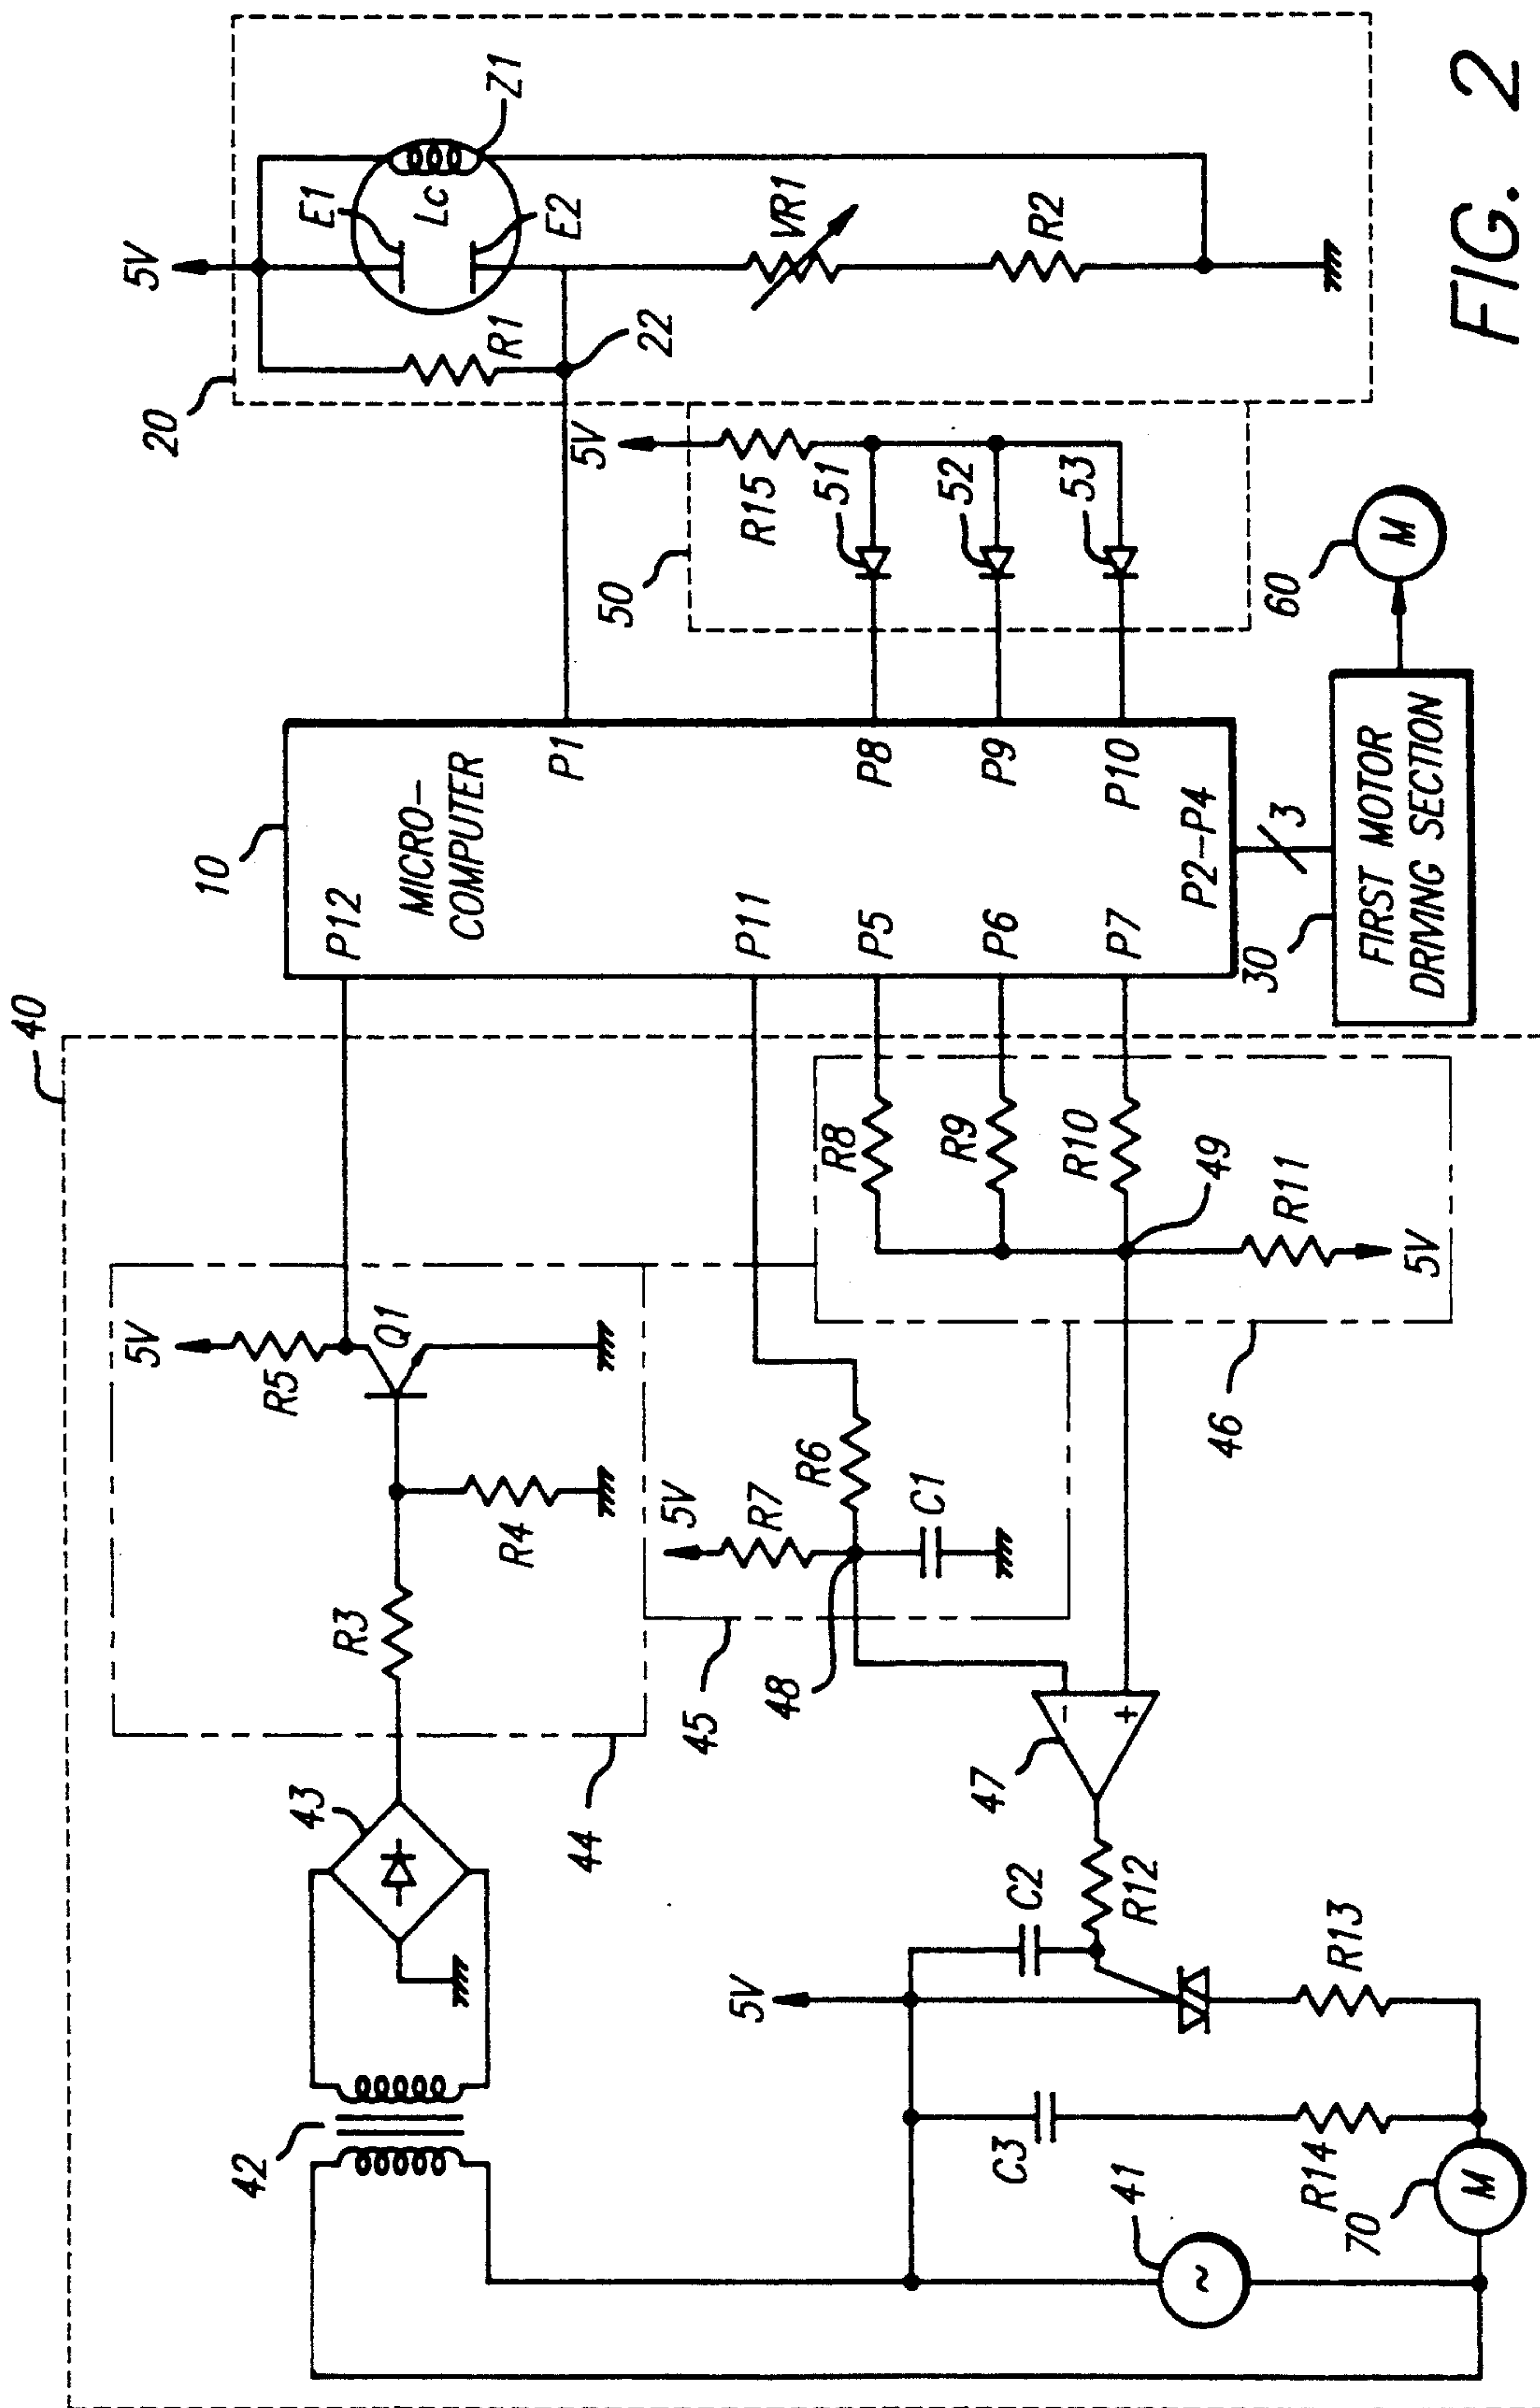 40
10
20
42
43
44
R3
R4
R5
5V
Q1
P12
MICRO-
COMPUTER
P1
P11
P5
P6
P7
P8
P9
P10
P2-P4
3
5V
E1
Lc
E2
Z1
R1
22
VR1
R2
5V
R15
50
51
52
53
45
48
5V
R7
R6
C1
R8
R9
R10
49
R11
5V
46
47
-
+
R12
C2
5V
C3
R13
R14
41
~
70
M
30
FIRST MOTOR
DRIVING SECTION
60
M
FIG. 2